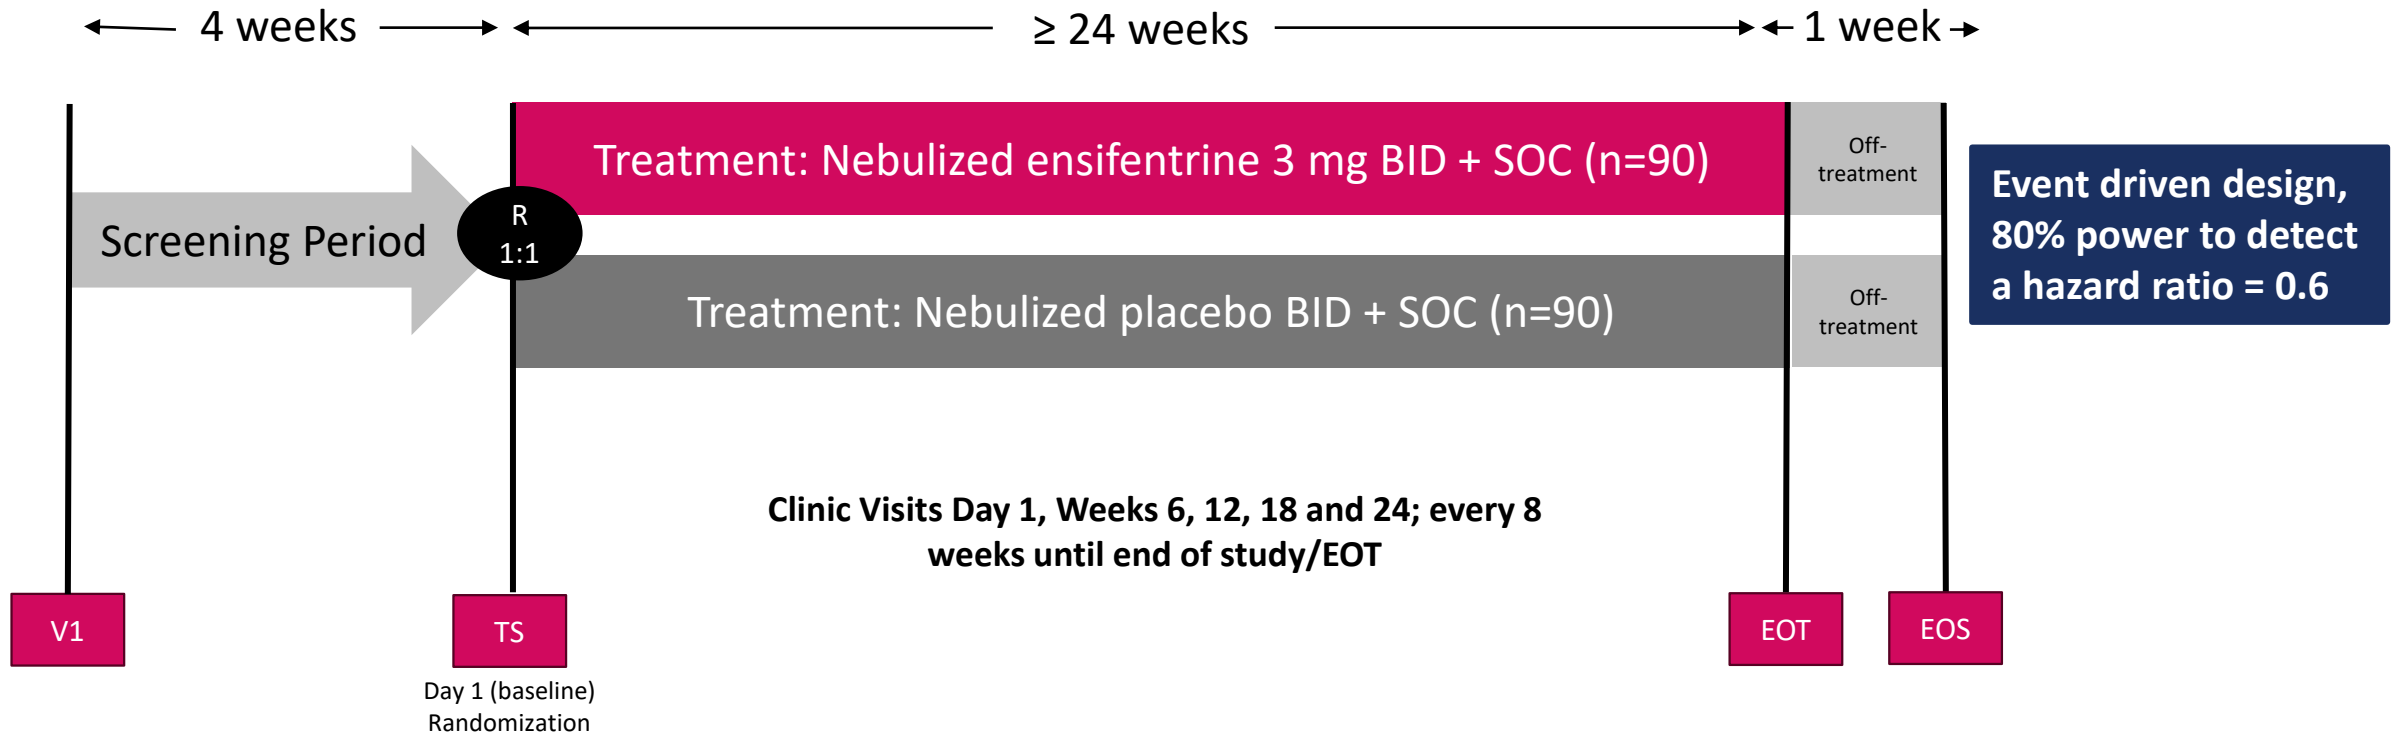 4 weeks
≥ 24 weeks
1 week
Screening Period
R
1:1
Treatment: Nebulized ensifentrine 3 mg BID + SOC (n=90)
Off-
treatment
Treatment: Nebulized placebo BID + SOC (n=90)
Off-
treatment
Event driven design,
80% power to detect
a hazard ratio = 0.6
Clinic Visits Day 1, Weeks 6, 12, 18 and 24; every 8
weeks until end of study/EOT
V1
TS
Day 1 (baseline)
Randomization
EOT
EOS